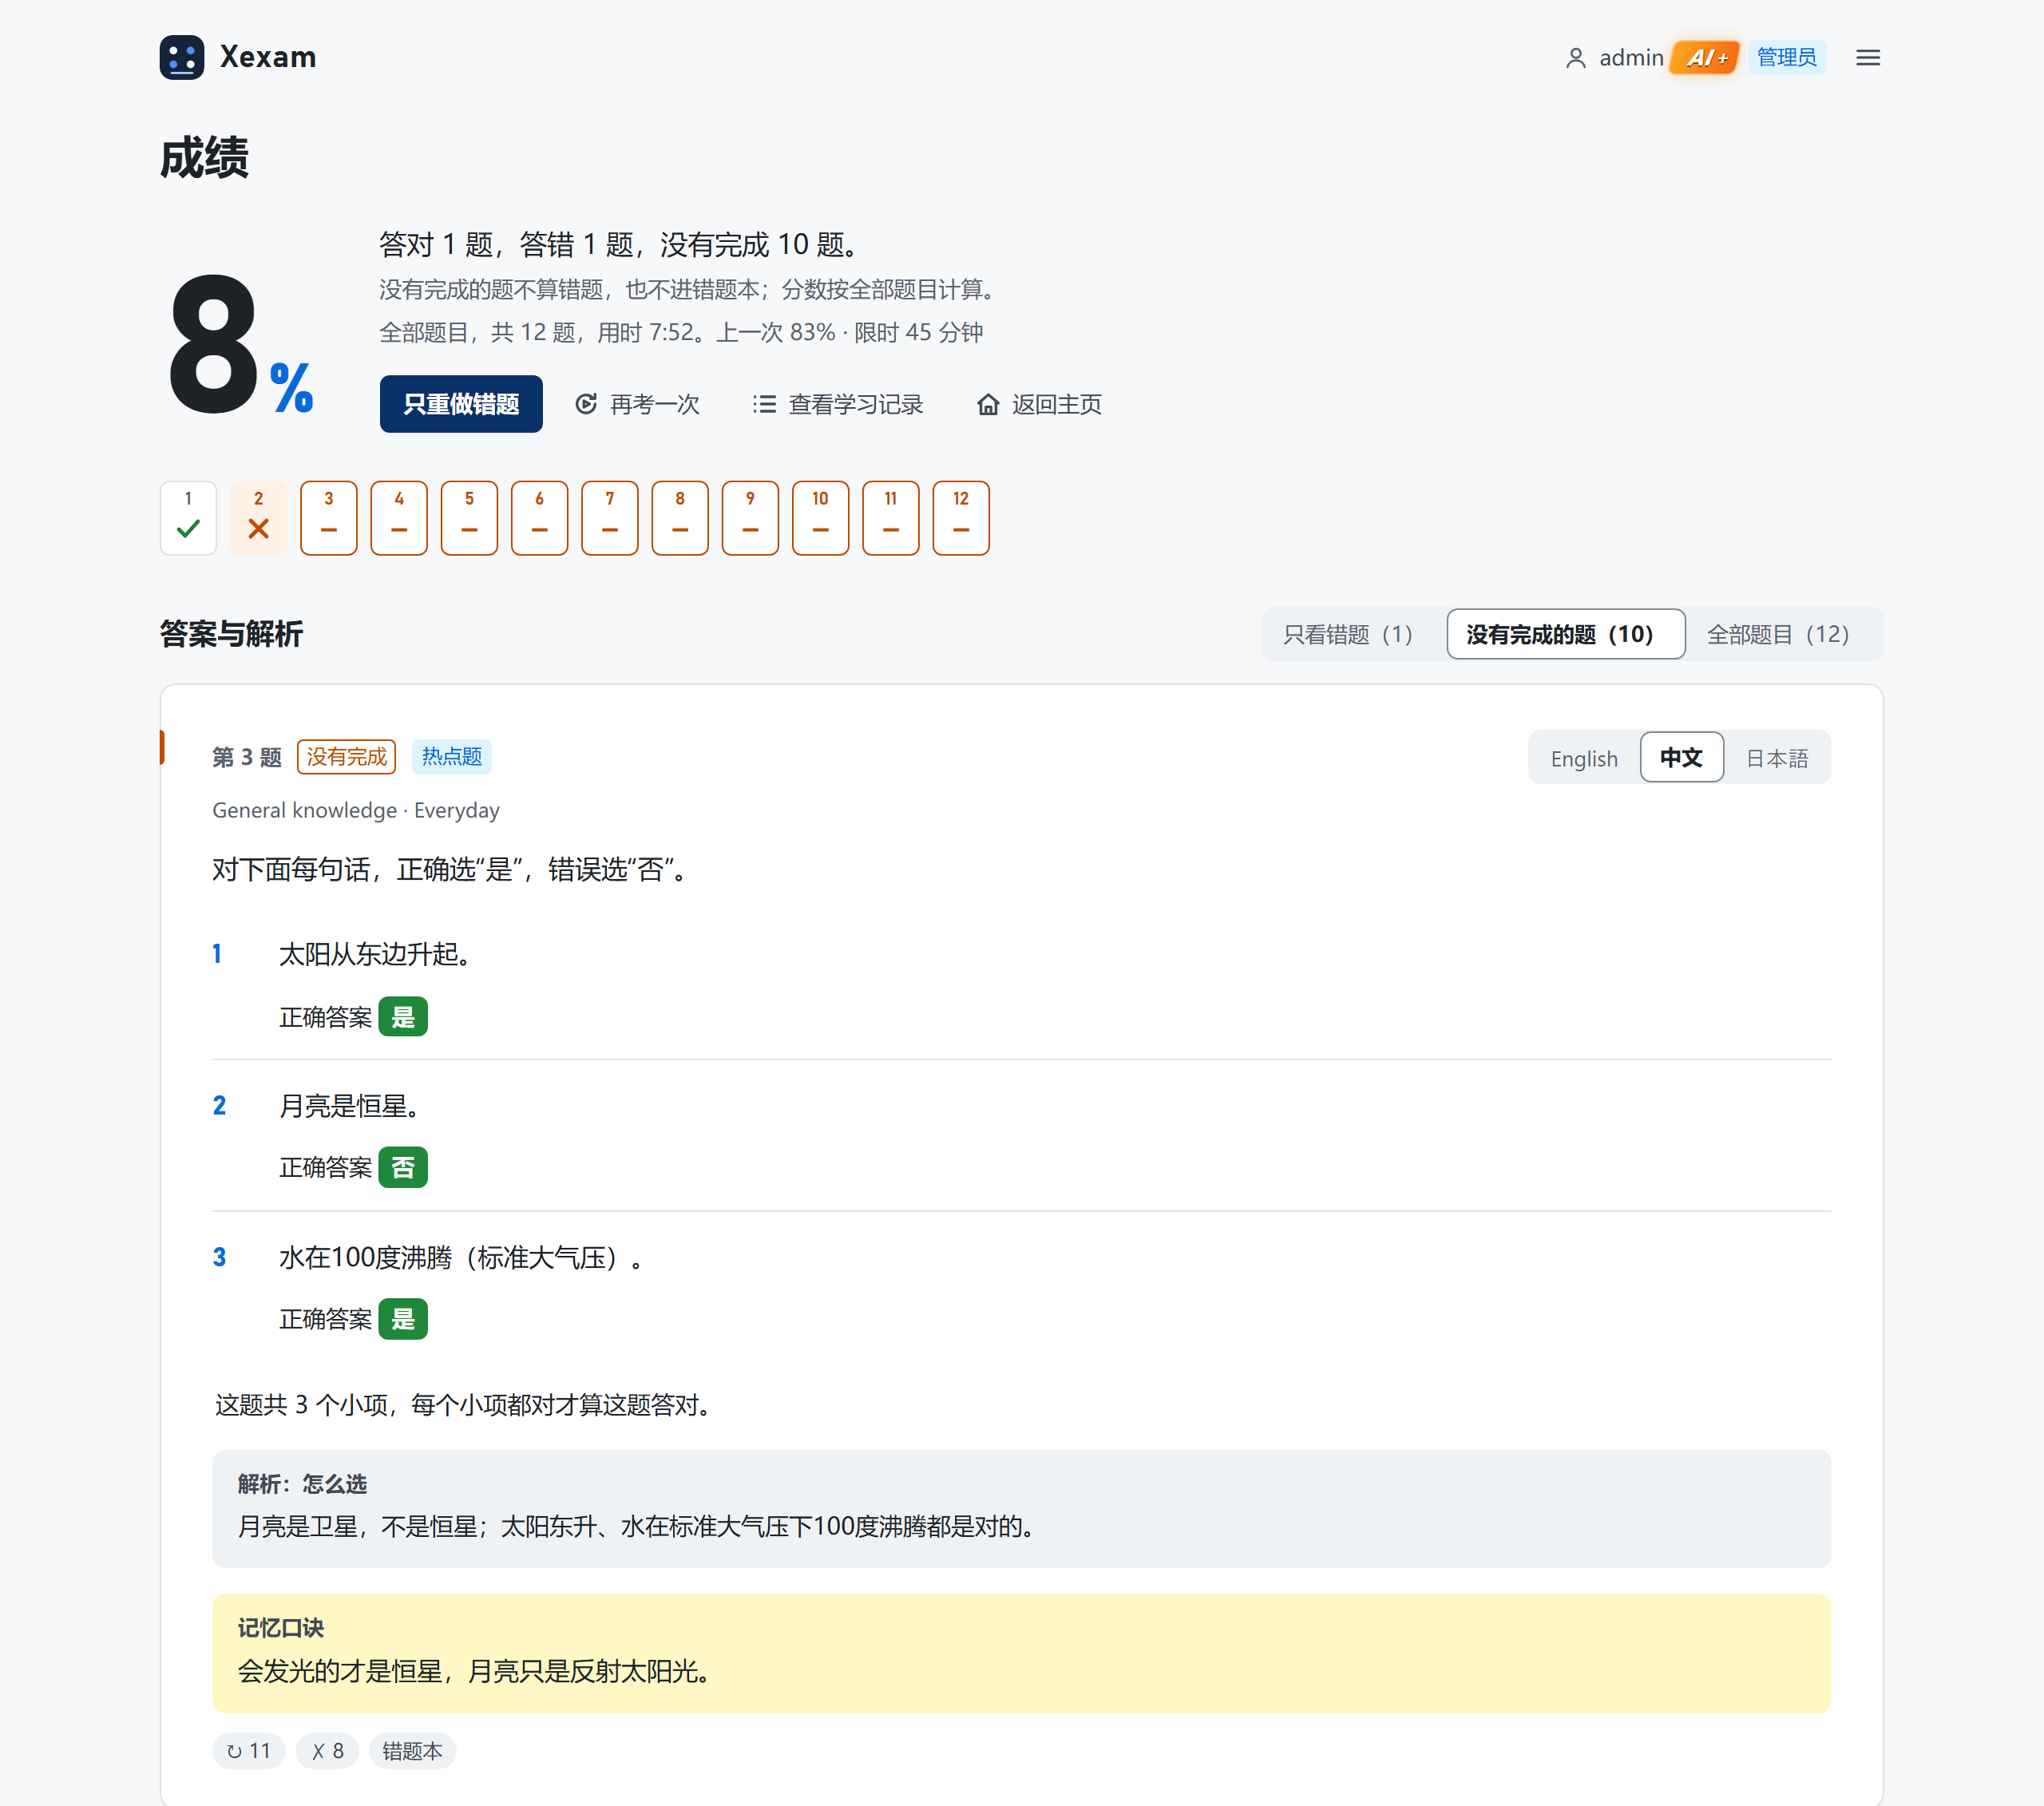 Xexam
admin AI+ 管理员
成绩
8%
答对 1 题，答错 1 题，没有完成 10 题。
没有完成的题不算错题，也不进错题本；分数按全部题目计算。
全部题目，共 12 题，用时 7:52。上一次 83% · 限时 45 分钟
只重做错题 再考一次 查看学习记录 返回主页
1 2 3 4 5 6 7 8 9 10 11 12
答案与解析
只看错题（1） 没有完成的题（10） 全部题目（12）
第 3 题 没有完成 热点题
English 中文 日本語
General knowledge · Everyday
对下面每句话，正确选“是”，错误选“否”。
1 太阳从东边升起。
正确答案 是
2 月亮是恒星。
正确答案 否
3 水在100度沸腾（标准大气压）。
正确答案 是
这题共 3 个小项，每个小项都对才算这题答对。
解析：怎么选
月亮是卫星，不是恒星；太阳东升、水在标准大气压下100度沸腾都是对的。
记忆口诀
会发光的才是恒星，月亮只是反射太阳光。
↻ 11 ✗ 8 错题本